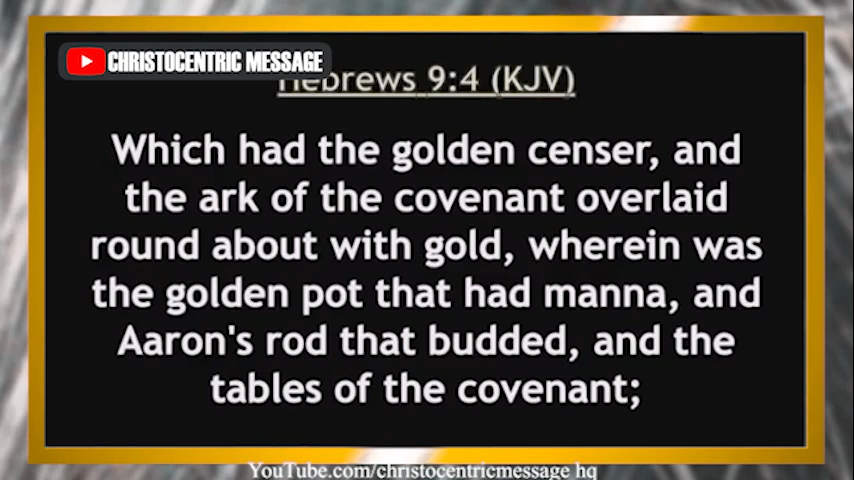 CHRISTOCENTRIC MESSAGE
Hebrews 9:4 (KJV)
Which had the golden censer, and
the ark of the covenant overlaid
round about with gold, wherein was
the golden pot that had manna, and
Aaron's rod that budded, and the
tables of the covenant;
YouTube.com/christocentricmessage hq